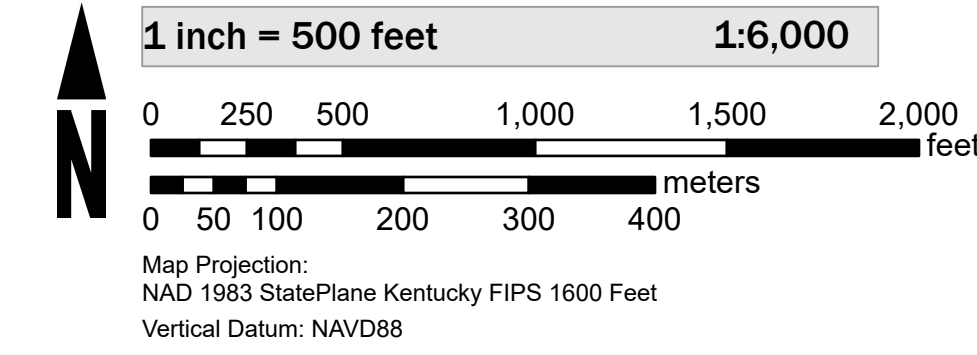 1 inch = 500 feet 1:6,000
N
0 250 500 1,000 1,500 2,000
feet
meters
0 50 100 200 300 400
Map Projection:
NAD 1983 StatePlane Kentucky FIPS 1600 Feet
Vertical Datum: NAVD88